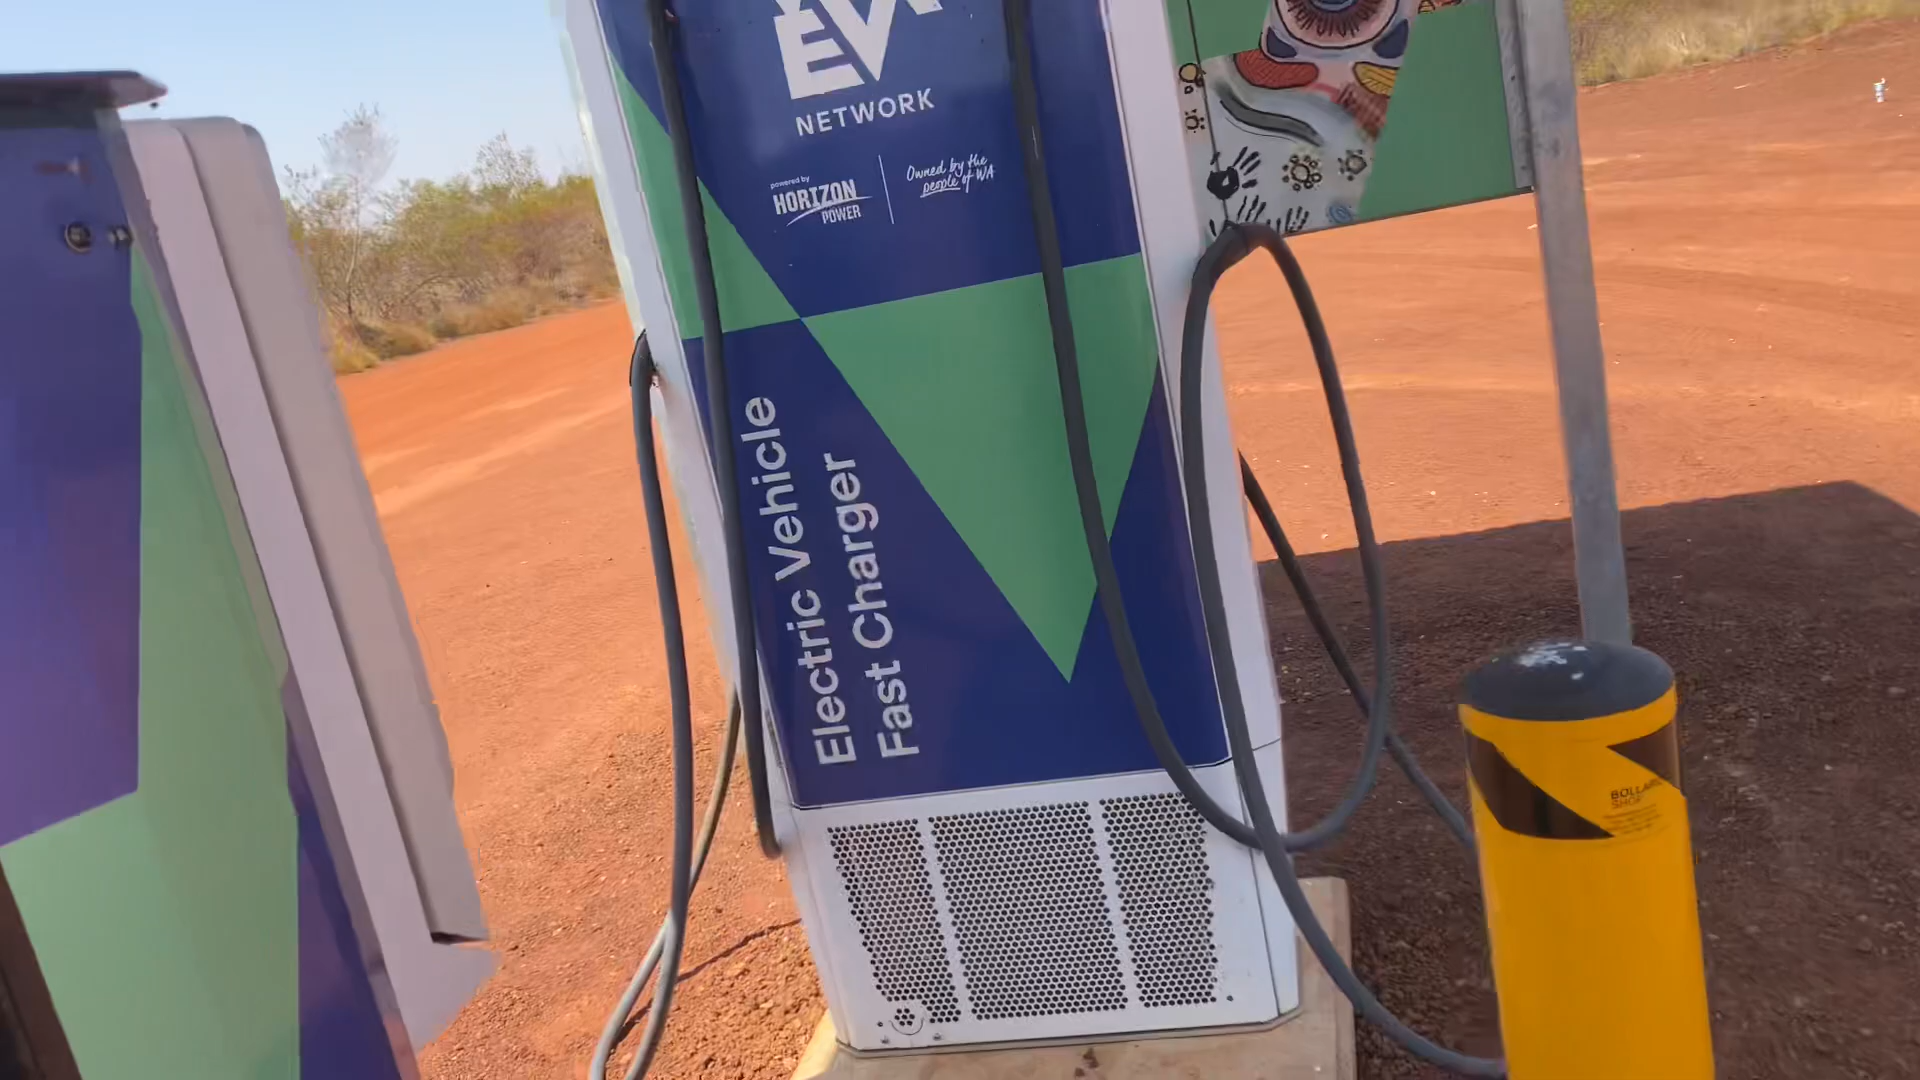 EV
NETWORK
powered by
HORIZON
POWER
Owned by the
people of WA
Electric Vehicle
Fast Charger
BOLLARD
SHOP